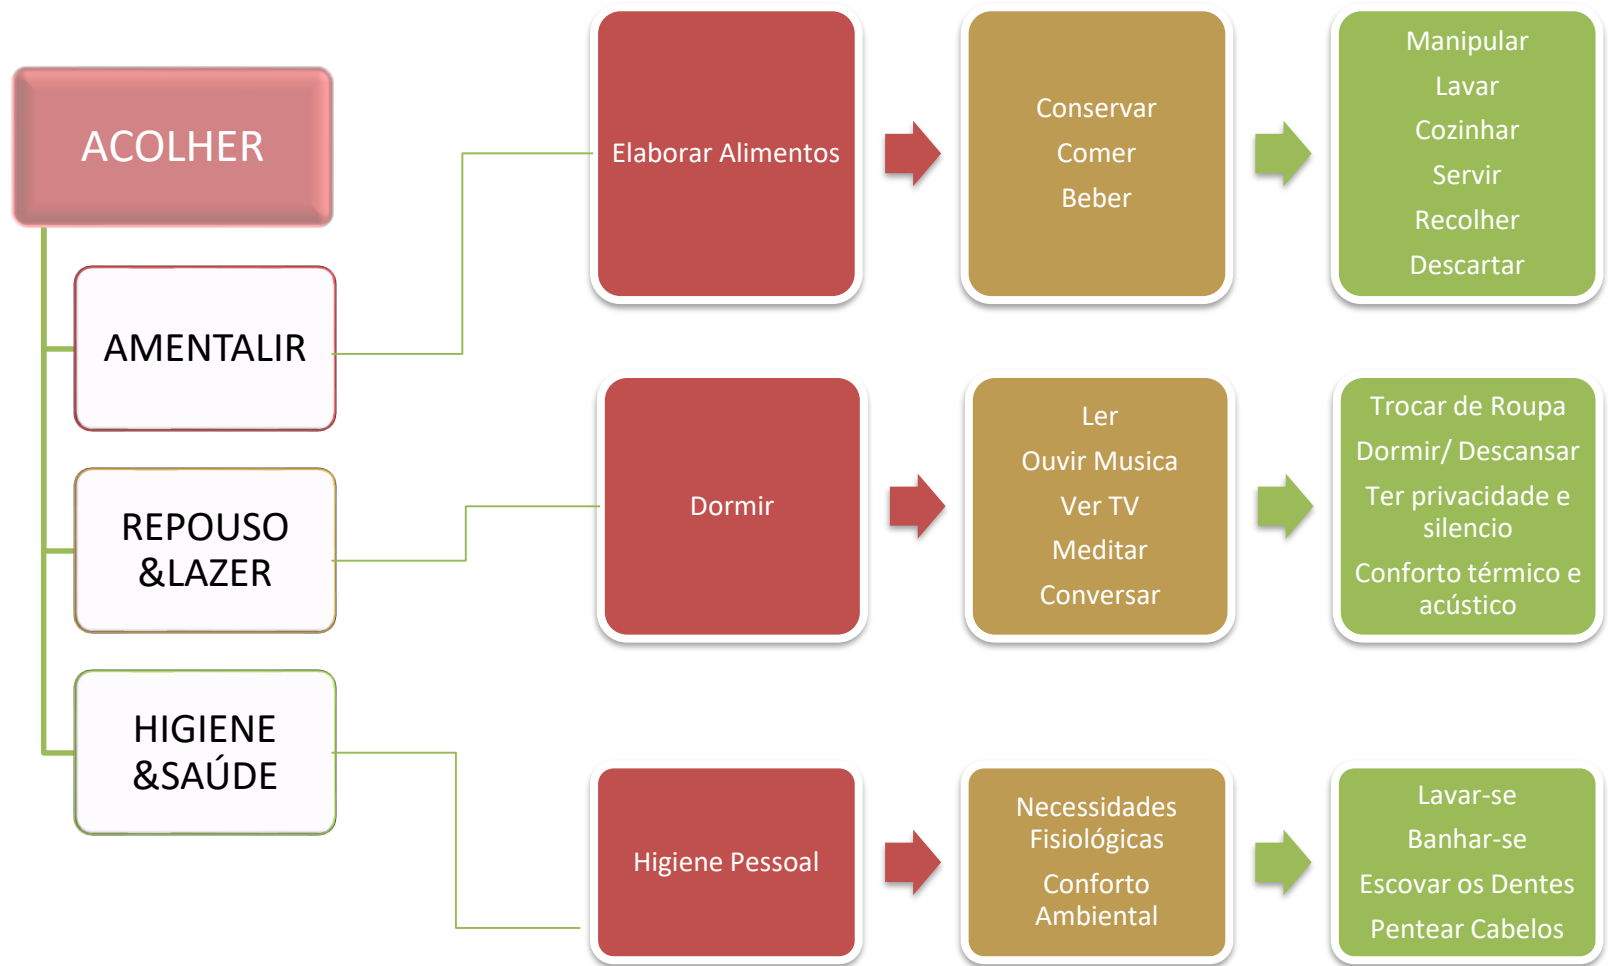 ACOLHER
AMENTALIR
REPOUSO
&LAZER
HIGIENE
&SAÚDE
Elaborar Alimentos
Conservar
Comer
Beber
Manipular
Lavar
Cozinhar
Servir
Recolher
Descartar
Dormir
Ler
Ouvir Musica
Ver TV
Meditar
Conversar
Trocar de Roupa
Dormir/ Descansar
Ter privacidade e
silencio
Conforto térmico e
acústico
Higiene Pessoal
Necessidades
Fisiológicas
Conforto
Ambiental
Lavar-se
Banhar-se
Escovar os Dentes
Pentear Cabelos